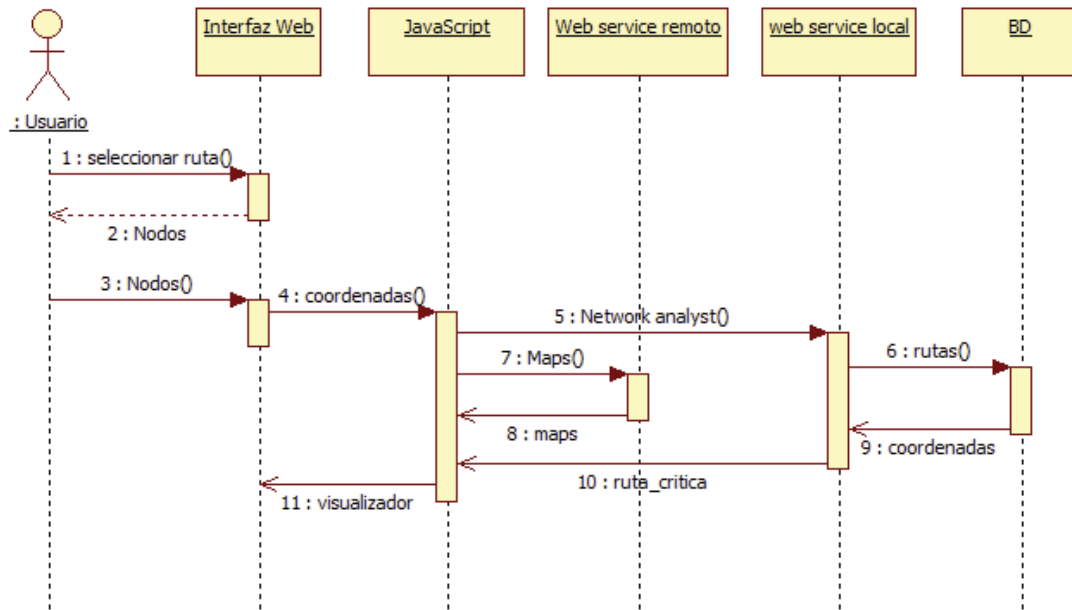 Interfaz Web
JavaScript
Web service remoto
web service local
BD
: Usuario
1 : seleccionar ruta()
2 : Nodos
3 : Nodos()
4 : coordenadas()
5 : Network analyst()
6 : rutas()
7 : Maps()
8 : maps
9 : coordenadas
10 : ruta_critica
11 : visualizador